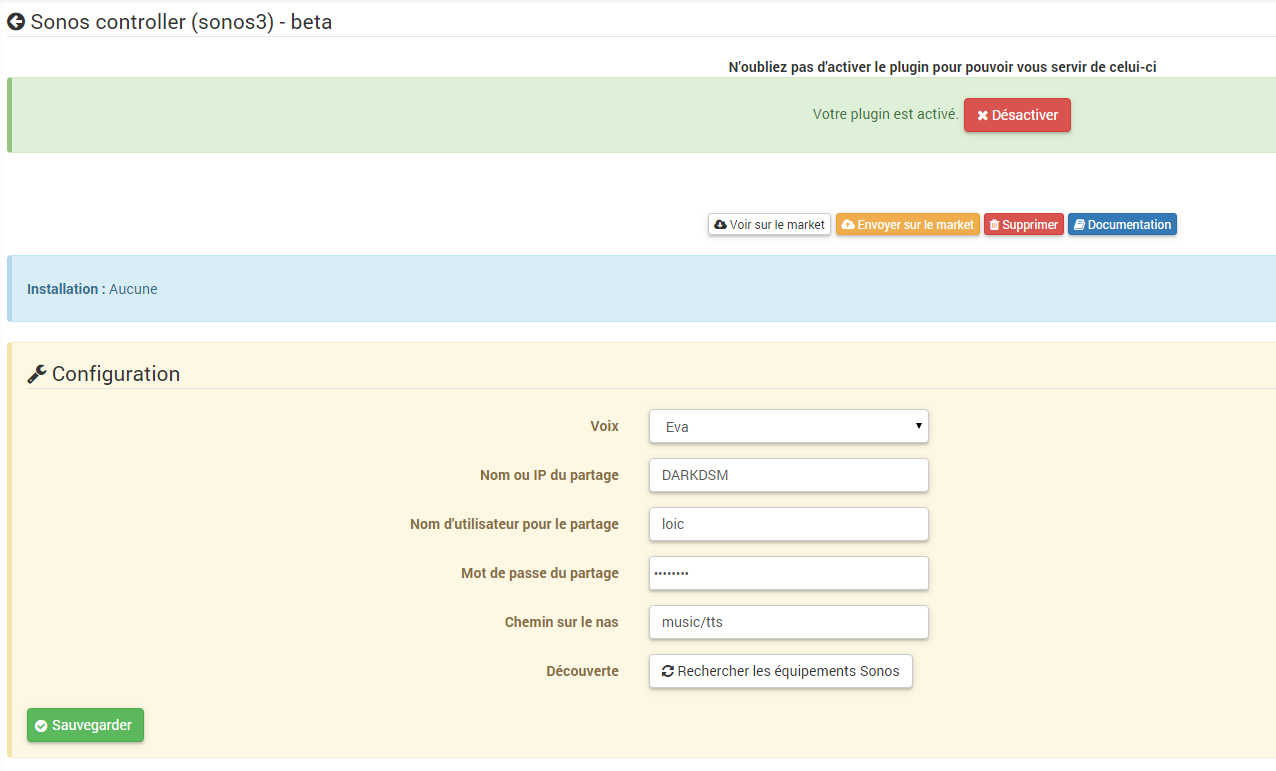 Sonos controller (sonos3) - beta
N'oubliez pas d'activer le plugin pour pouvoir vous servir de celui-ci
Votre plugin est activé. Désactiver
Voir sur le market Envoyer sur le market Supprimer Documentation
Installation : Aucune
Configuration
Voix Eva
Nom ou IP du partage DARKDSM
Nom d'utilisateur pour le partage loic
Mot de passe du partage ········
Chemin sur le nas music/tts
Découverte Rechercher les équipements Sonos
Sauvegarder